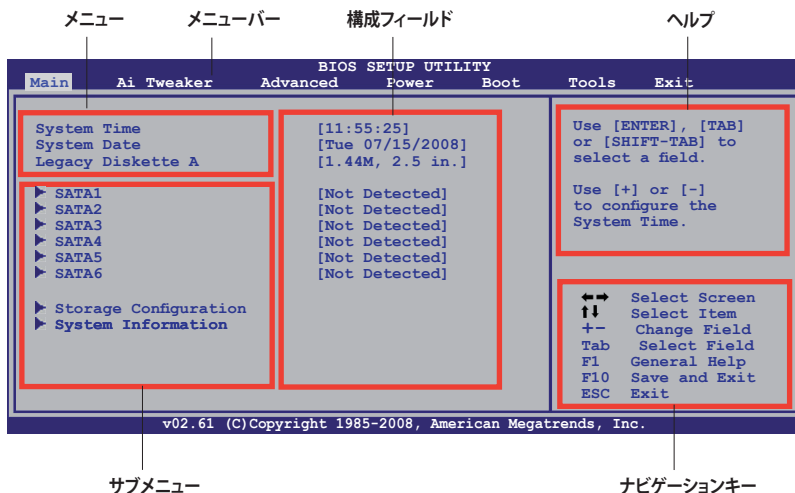 メニュー メニューバー 構成フィールド ヘルプ
BIOS SETUP UTILITY
Main Ai Tweaker Advanced Power Boot Tools Exit
System Time [11:55:25]
System Date [Tue 07/15/2008]
Legacy Diskette A [1.44M, 2.5 in.]
SATA1 [Not Detected]
SATA2 [Not Detected]
SATA3 [Not Detected]
SATA4 [Not Detected]
SATA5 [Not Detected]
SATA6 [Not Detected]
Storage Configuration
System Information
Use [ENTER], [TAB]
or [SHIFT-TAB] to
select a field.
Use [+] or [-]
to configure the
System Time.
←→ Select Screen
↑↓ Select Item
+- Change Field
Tab Select Field
F1 General Help
F10 Save and Exit
ESC Exit
v02.61 (C)Copyright 1985-2008, American Megatrends, Inc.
サブメニュー ナビゲーションキー